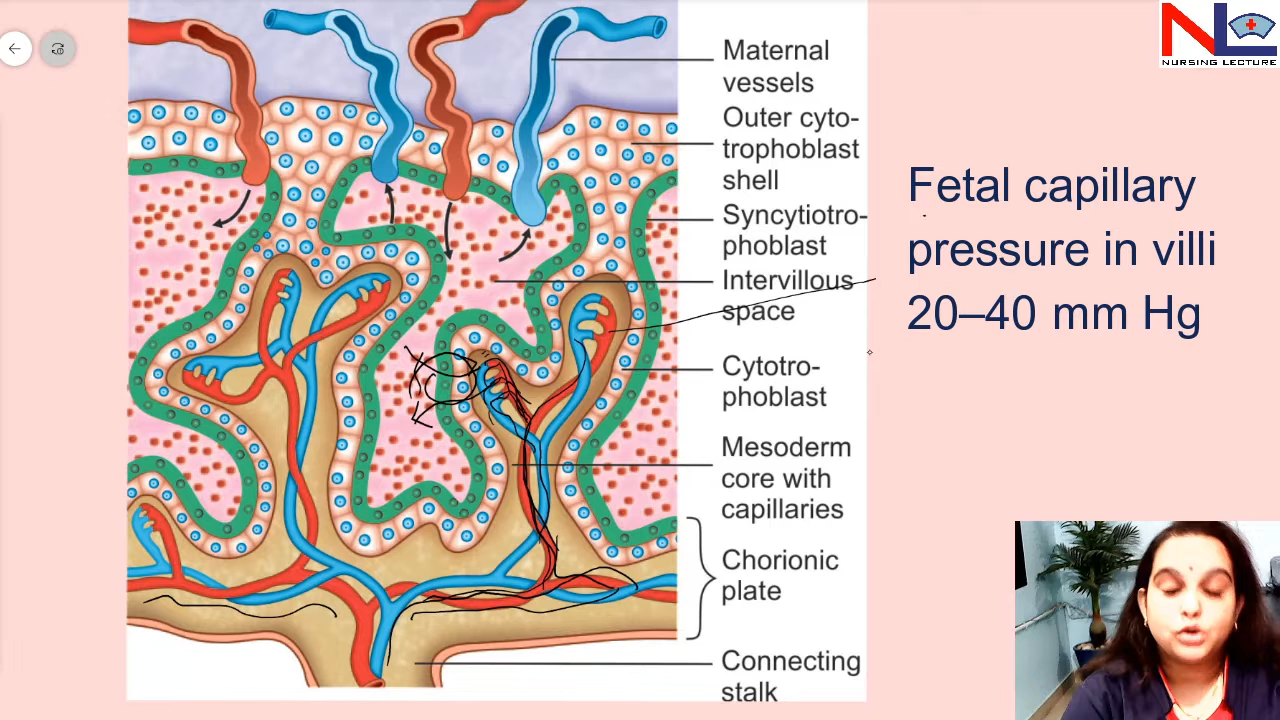 Maternal
vessels
Outer cyto-
trophoblast
shell
Syncytiotro-
phoblast
Intervillous
space
Cytotro-
phoblast
Mesoderm
core with
capillaries
Chorionic
plate
Connecting
stalk
NL
NURSING LECTURE
Fetal capillary
pressure in villi
20–40 mm Hg